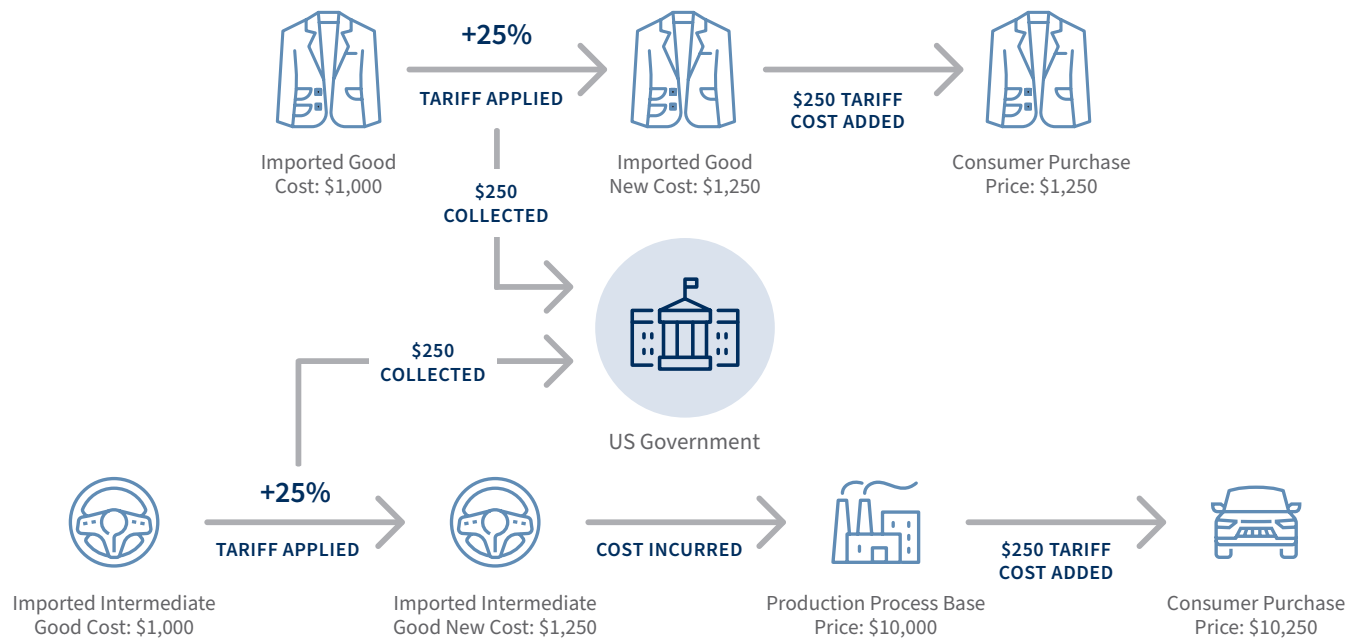 +25%
TARIFF APPLIED
$250 TARIFF
COST ADDED
Imported Good
Cost: $1,000
Imported Good
New Cost: $1,250
Consumer Purchase
Price: $1,250
$250
COLLECTED
$250
COLLECTED
US Government
+25%
TARIFF APPLIED
COST INCURRED
$250 TARIFF
COST ADDED
Imported Intermediate
Good Cost: $1,000
Imported Intermediate
Good New Cost: $1,250
Production Process Base
Price: $10,000
Consumer Purchase
Price: $10,250